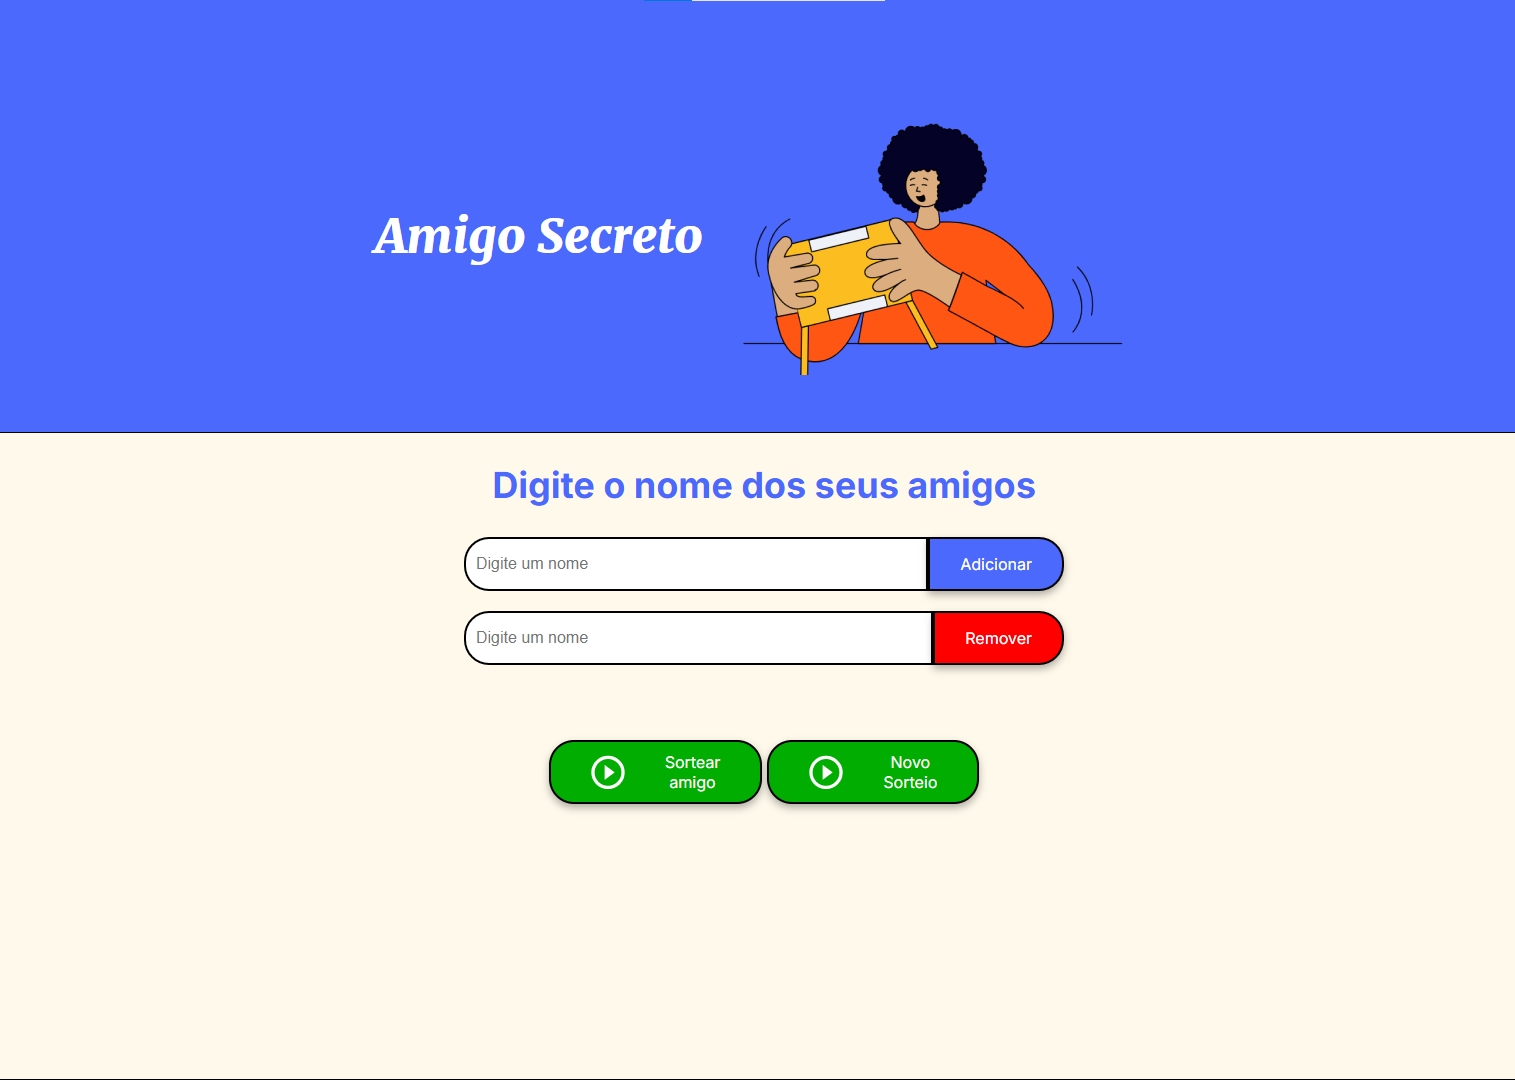 Amigo Secreto
Digite o nome dos seus amigos
Digite um nome
Adicionar
Digite um nome
Remover
Sortear
amigo
Novo
Sorteio